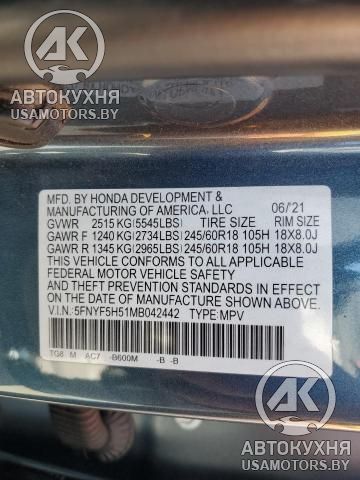 АК
АВТОКУХНЯ
USAMOTORS.BY
MFD. BY HONDA DEVELOPMENT & 
MANUFACTURING OF AMERICA, LLC 06/'21
GVWR 2515 KG(5545LBS) TIRE SIZE RIM SIZE
GAWR F 1240 KG(2734LBS) 245/60R18 105H 18X8.0J
GAWR R 1345 KG(2965LBS) 245/60R18 105H 18X8.0J
THIS VEHICLE CONFORMS TO ALL APPLICABLE
FEDERAL MOTOR VEHICLE SAFETY
AND THEFT PREVENTION STANDARDS IN
EFFECT ON THE DATE OF MANUFACTURE
SHOWN ABOVE.
V.I.N.:5FNYF5H51MB042442 TYPE:MPV
TG8 M AC7 -B600M -B -B
АК
АВТОКУХНЯ
USAMOTORS.BY